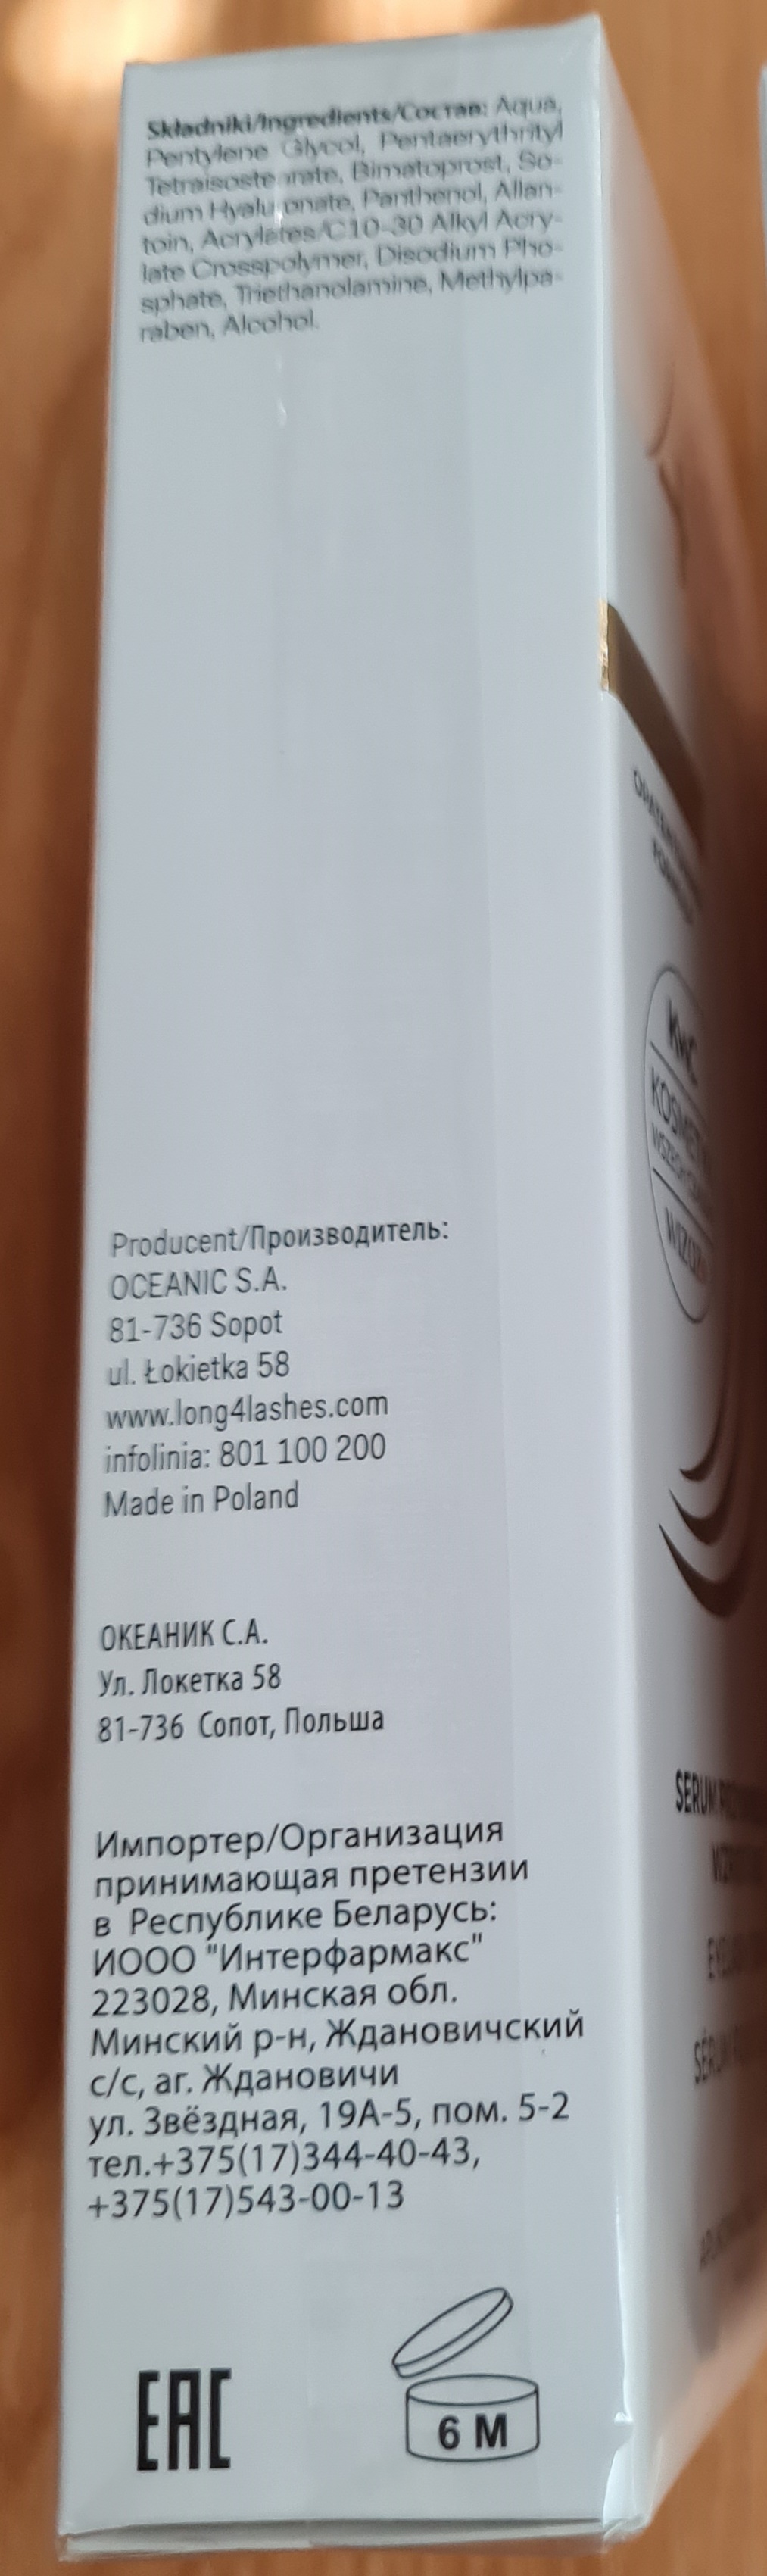 Składniki/Ingredients/Состав: Aqua,
Pentylene Glycol, Pentaerythrityl
Tetraisostearate, Bimatoprost, So-
dium Hyaluronate, Panthenol, Allan-
toin, Acrylates/C10-30 Alkyl Acry-
late Crosspolymer, Disodium Pho-
sphate, Triethanolamine, Methylpa-
raben, Alcohol.
Producent/Производитель:
OCEANIC S.A.
81-736 Sopot
ul. Łokietka 58
www.long4lashes.com
infolinia: 801 100 200
Made in Poland
ОКЕАНИК С.А.
Ул. Локетка 58
81-736 Сопот, Польша
Импортер/Организация
принимающая претензии
в Республике Беларусь:
ИООО "Интерфармакс"
223028, Минская обл.
Минский р-н, Ждановичский
с/с, аг. Ждановичи
ул. Звёздная, 19А-5, пом. 5-2
тел.+375(17)344-40-43,
+375(17)543-00-13
EAC
6 M
KWC
SERUM